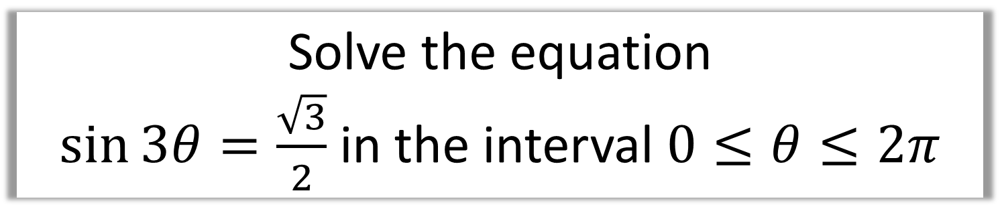 Solve the equation
sin 3θ = √3/2 in the interval 0 ≤ θ ≤ 2π